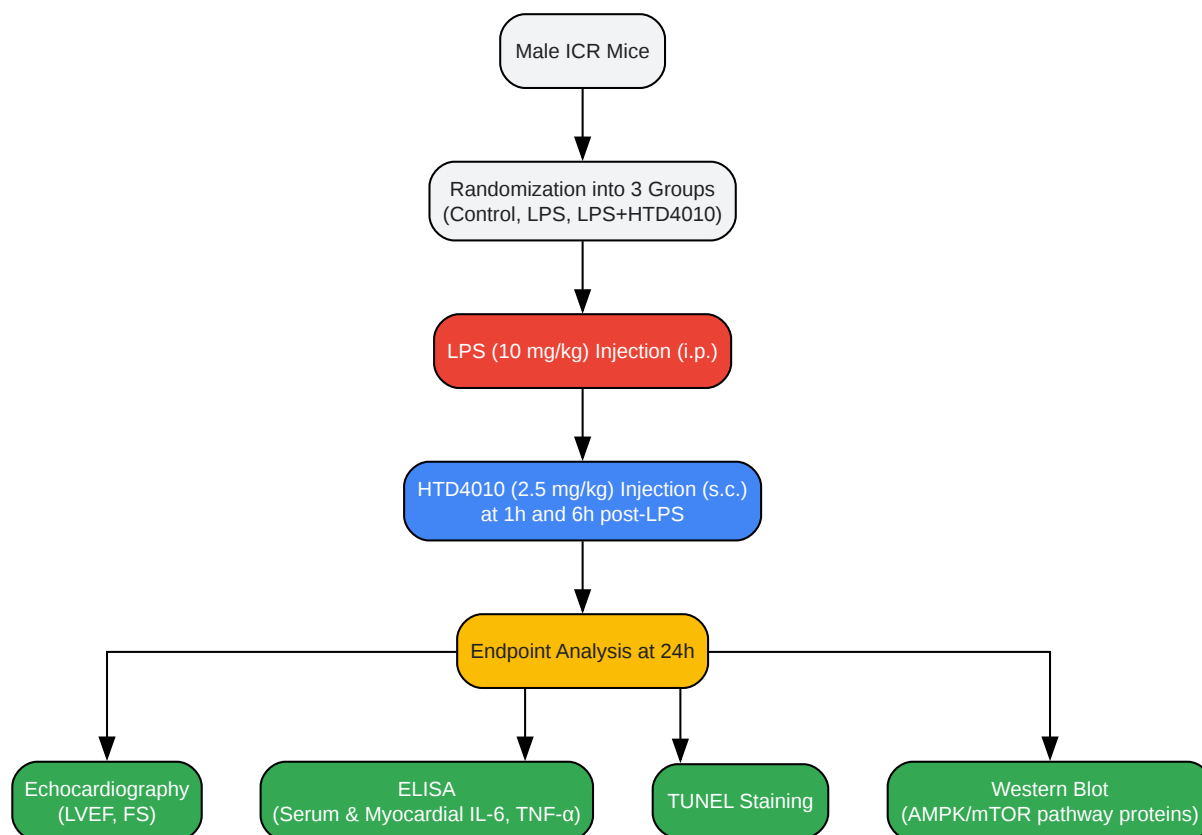 Male ICR Mice
Randomization into 3 Groups
(Control, LPS, LPS+HTD4010)
LPS (10 mg/kg) Injection (i.p.)
HTD4010 (2.5 mg/kg) Injection (s.c.)
at 1h and 6h post-LPS
Endpoint Analysis at 24h
Echocardiography
(LVEF, FS)
ELISA
(Serum & Myocardial IL-6, TNF-α)
TUNEL Staining
Western Blot
(AMPK/mTOR pathway proteins)